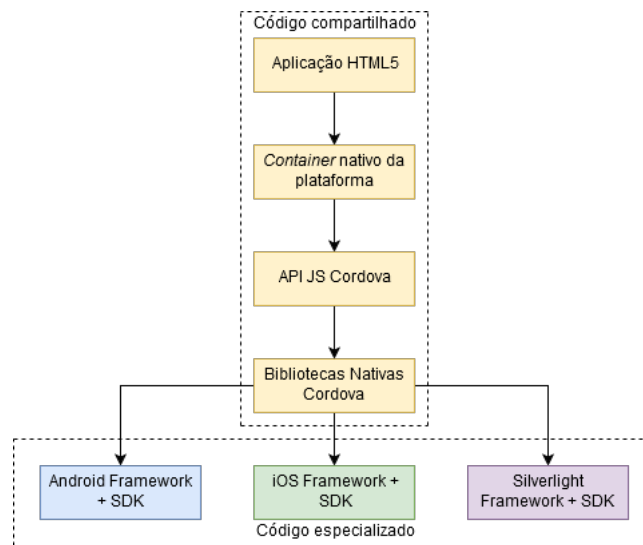 Código compartilhado
Aplicação HTML5
Container nativo da
plataforma
API JS Cordova
Bibliotecas Nativas
Cordova
Android Framework
+ SDK
iOS Framework +
SDK
Silverlight
Framework + SDK
Código especializado